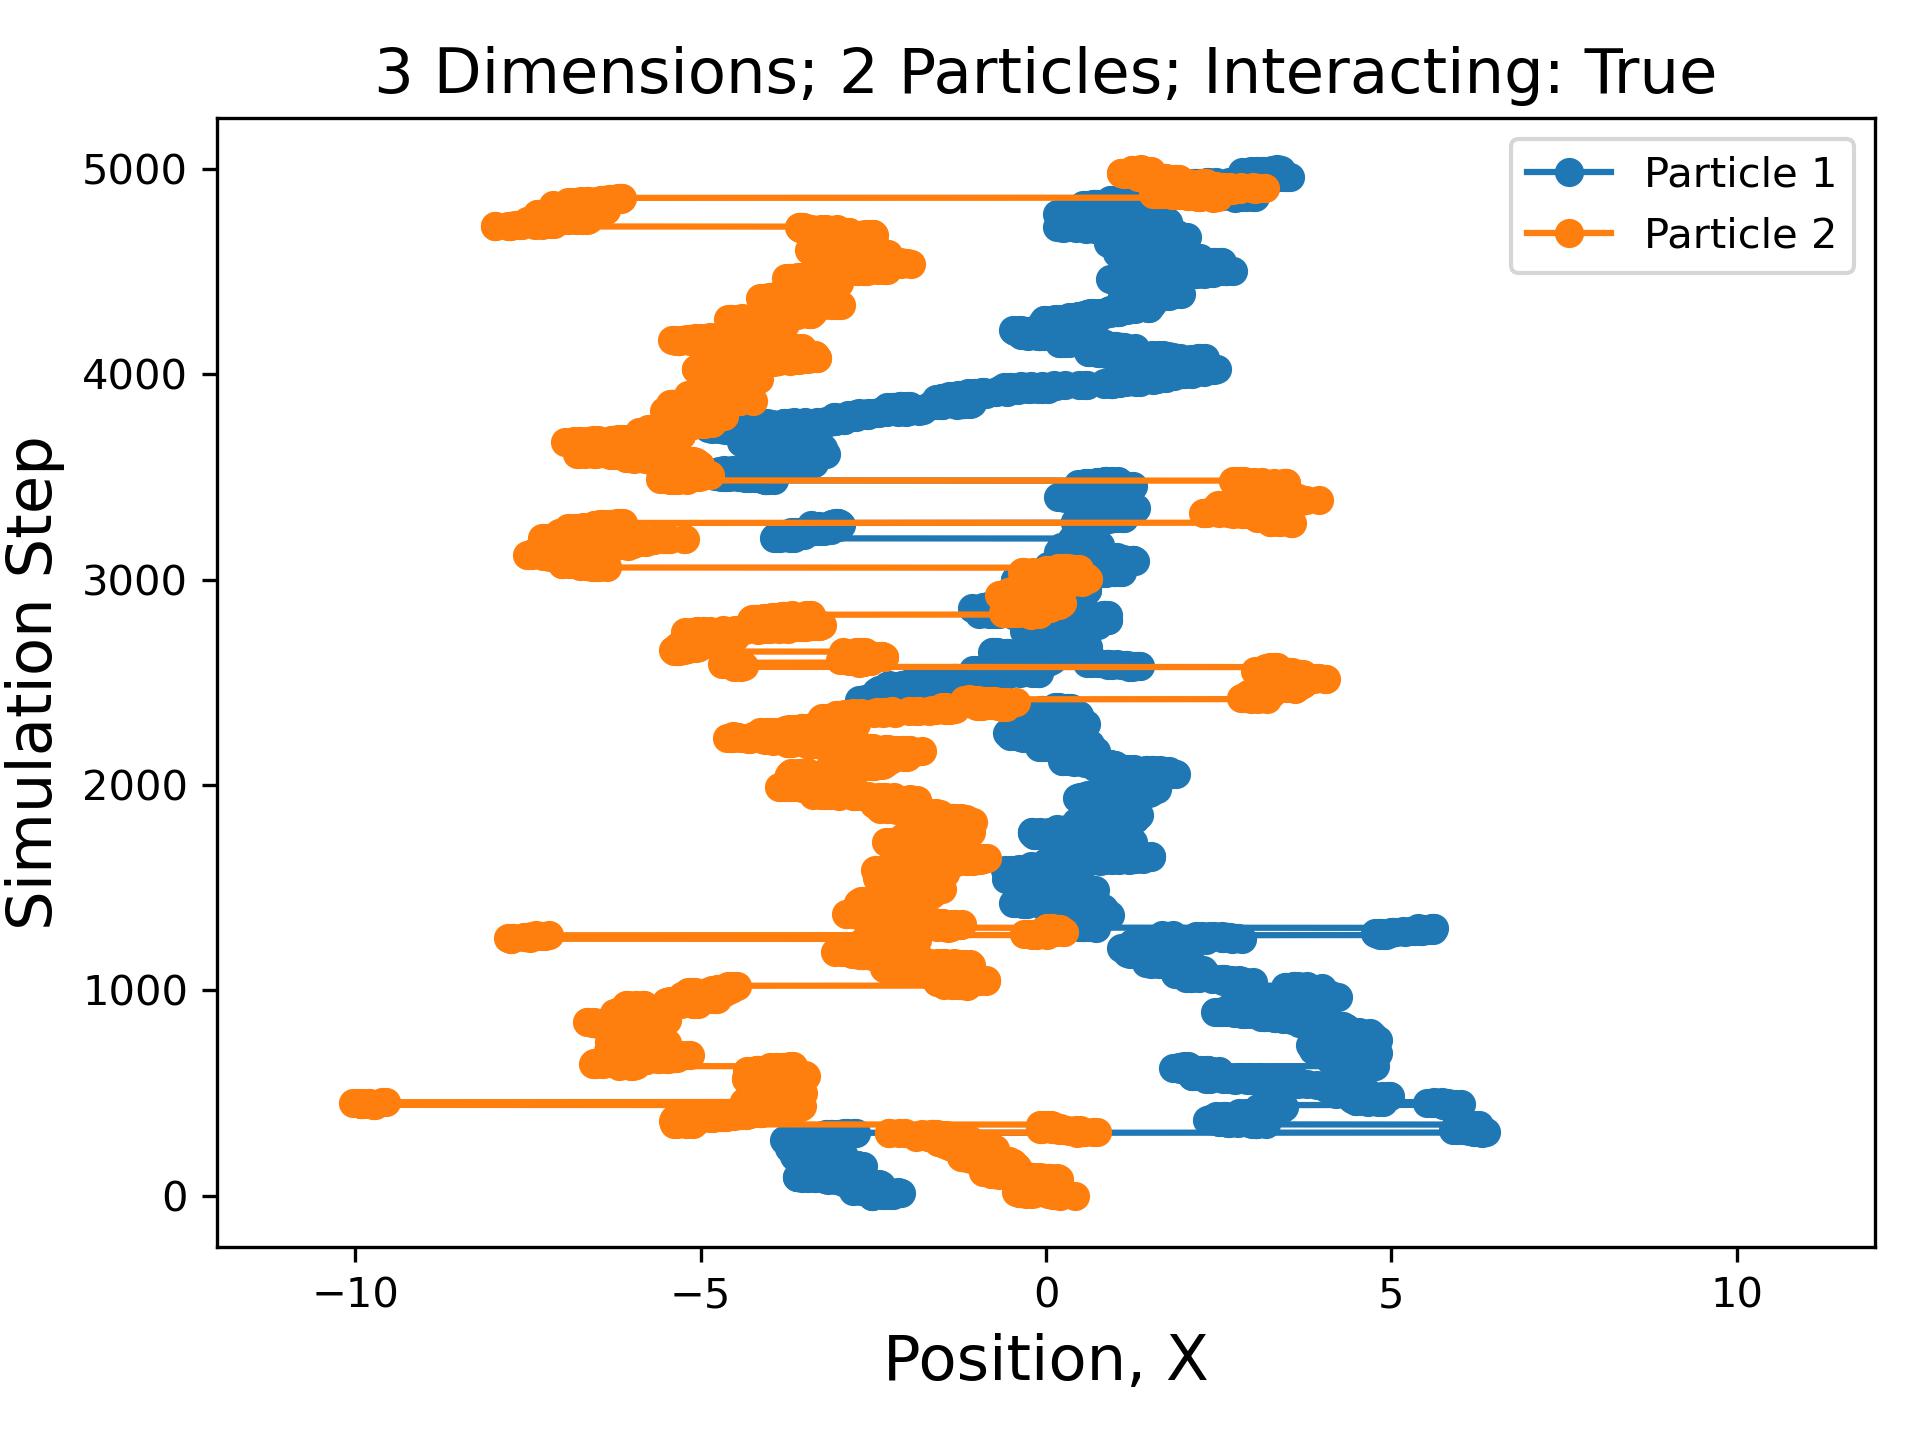 3 Dimensions; 2 Particles; Interacting: True
Particle 1
Particle 2
Simulation Step
5000
4000
3000
2000
1000
0
−10
−5
0
5
10
Position, X